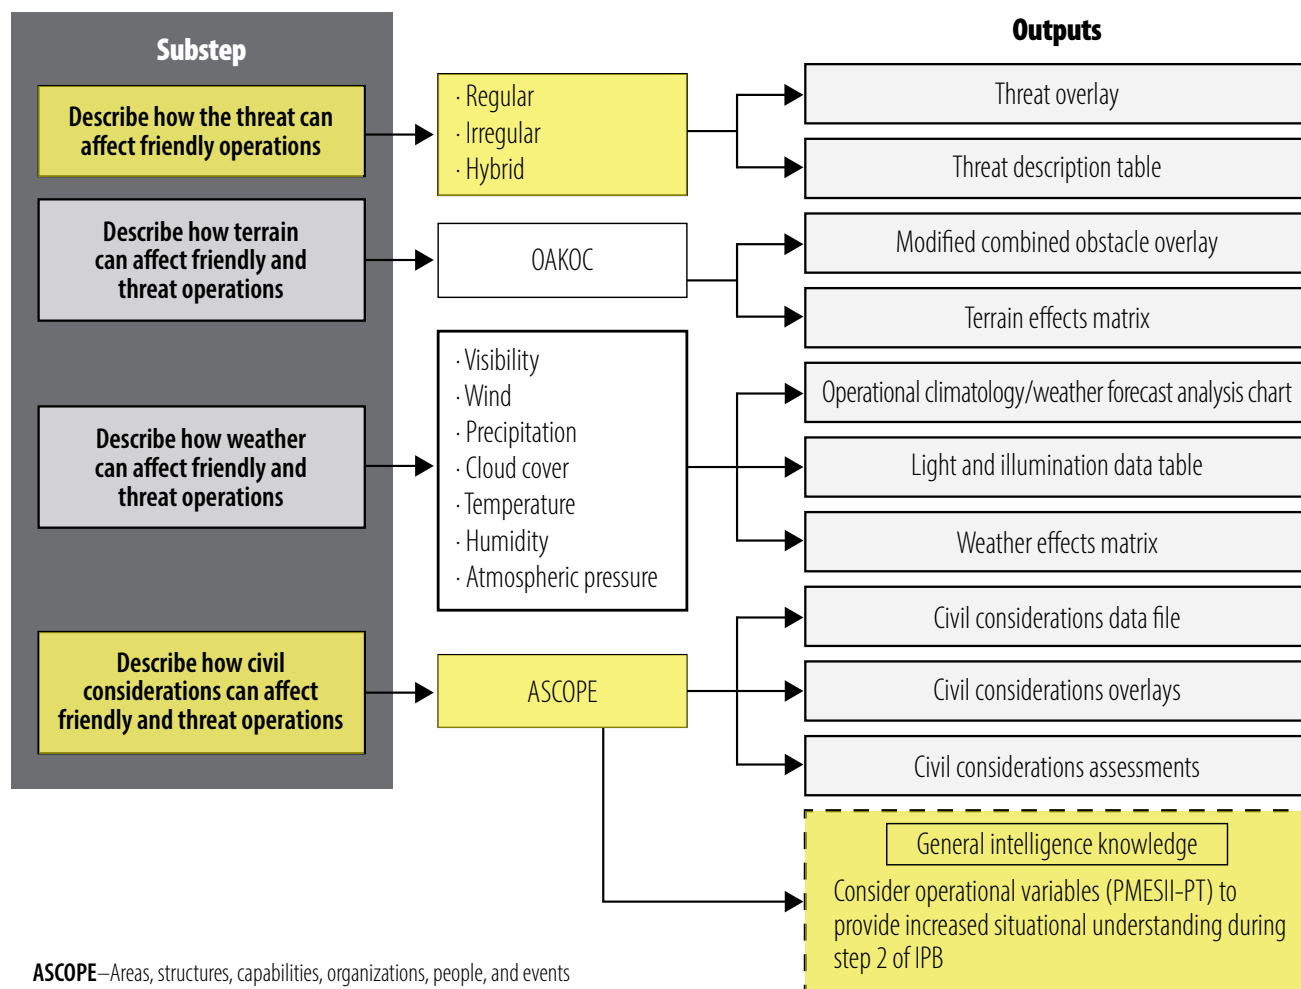 Substep
Outputs
Describe how the threat can
affect friendly operations
· Regular
· Irregular
· Hybrid
Threat overlay
Threat description table
Describe how terrain
can affect friendly and
threat operations
OAKOC
Modified combined obstacle overlay
Terrain effects matrix
Describe how weather
can affect friendly and
threat operations
· Visibility
· Wind
· Precipitation
· Cloud cover
· Temperature
· Humidity
· Atmospheric pressure
Operational climatology/weather forecast analysis chart
Light and illumination data table
Weather effects matrix
Describe how civil
considerations can affect
friendly and threat operations
ASCOPE
Civil considerations data file
Civil considerations overlays
Civil considerations assessments
General intelligence knowledge
Consider operational variables (PMESII-PT) to
provide increased situational understanding during
step 2 of IPB
ASCOPE–Areas, structures, capabilities, organizations, people, and events